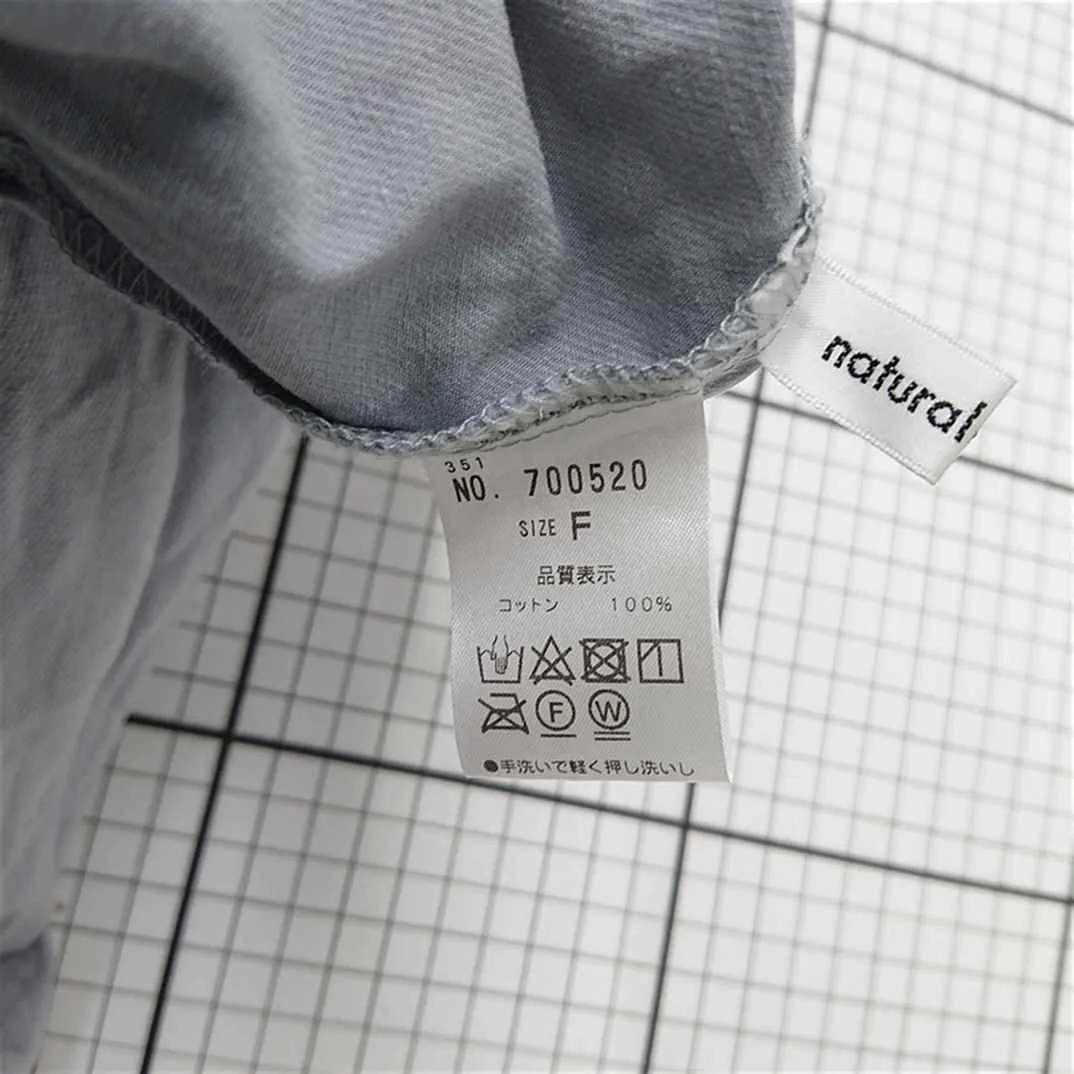 351
NO. 700520
SIZE F
品質表示
コットン 100%
F W
●手洗いで軽く押し洗いし
natural